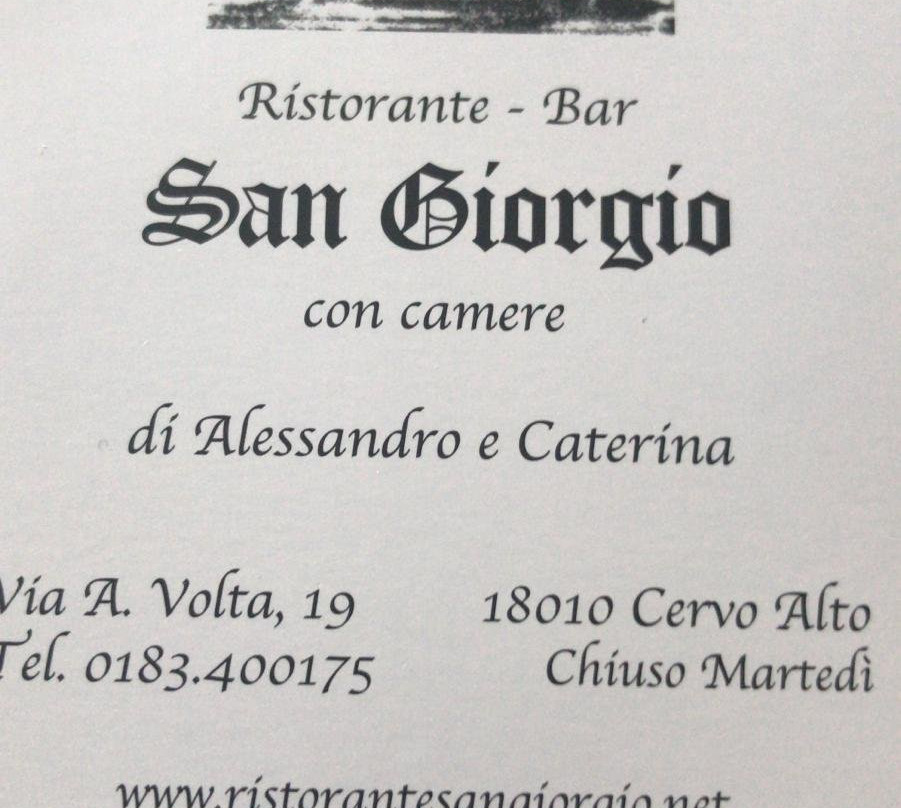 Ristorante - Bar
San Giorgio
con camere
di Alessandro e Caterina
Via A. Volta, 19
18010 Cervo Alto
Tel. 0183.400175
Chiuso Martedì
www.ristorantesangiorgio.net